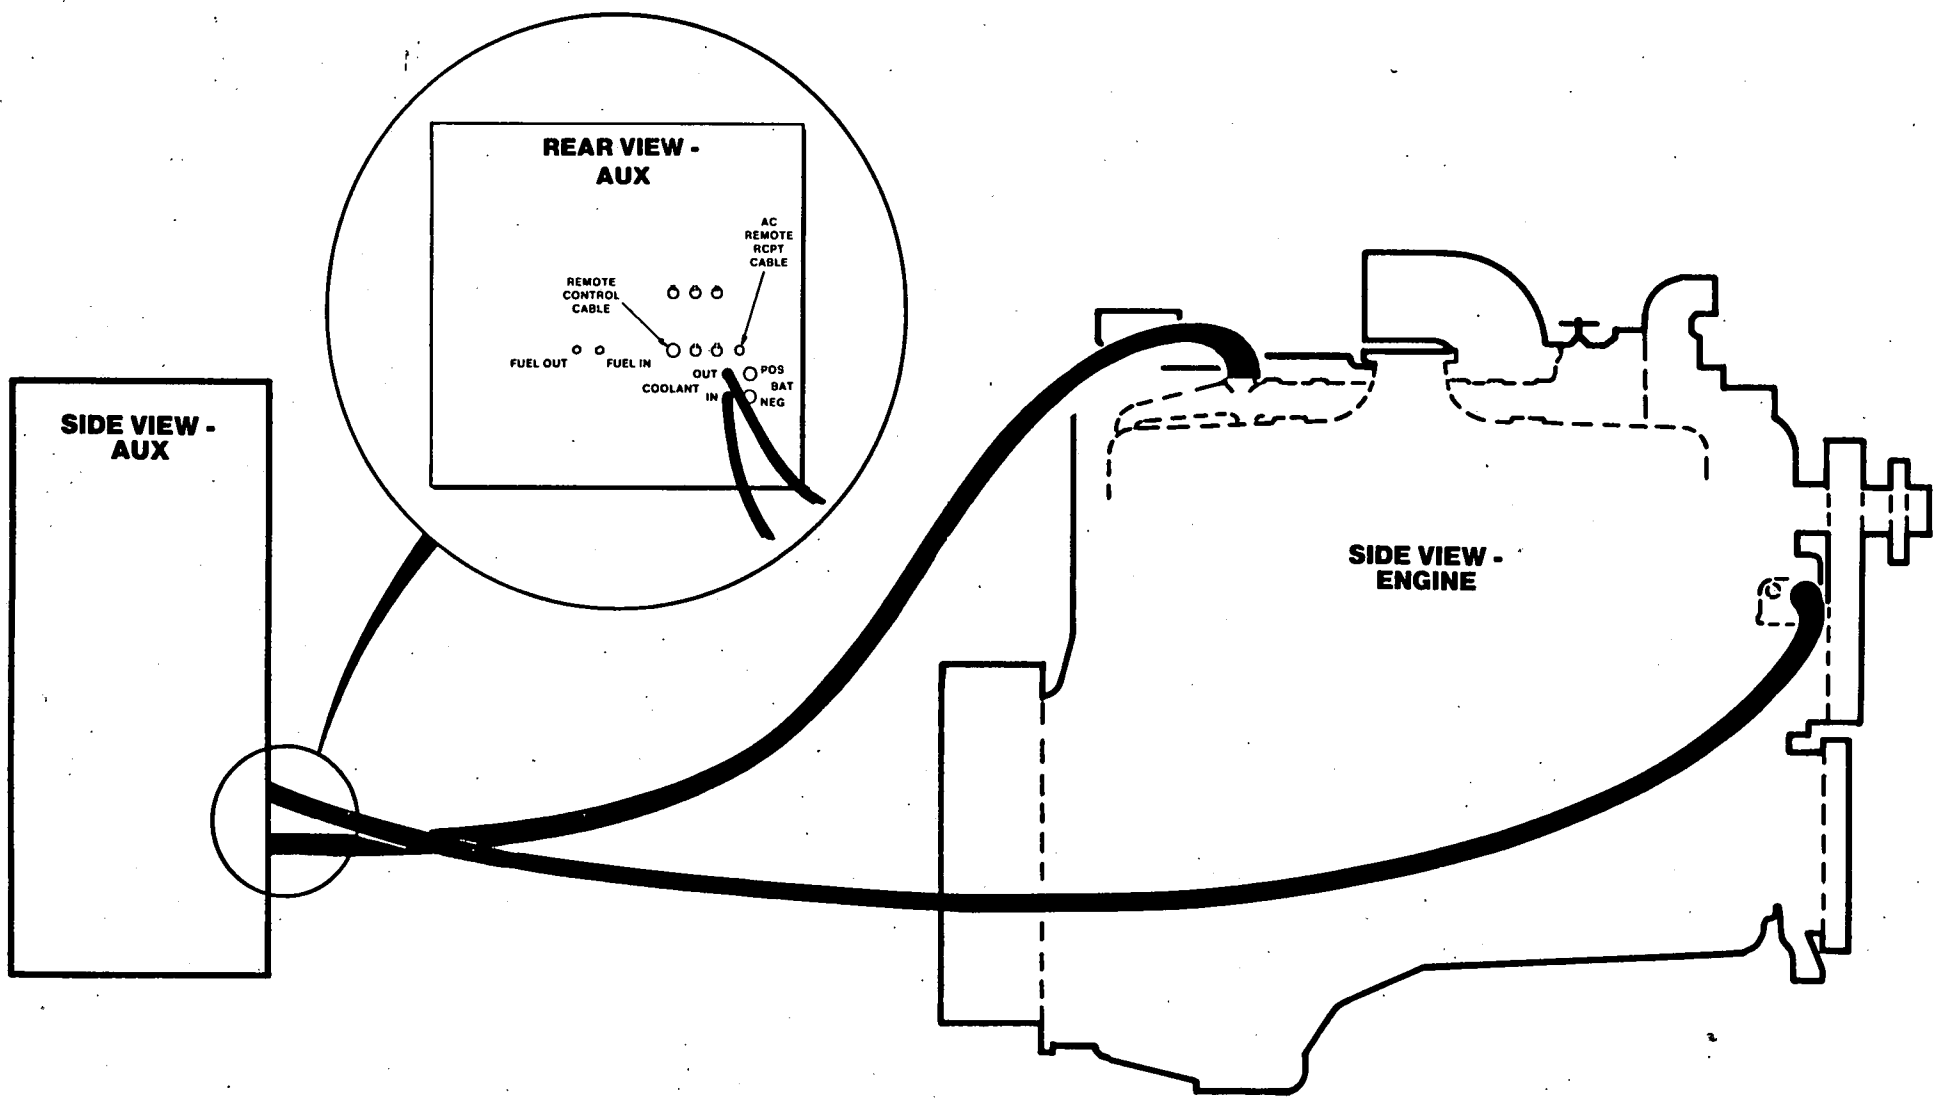 REAR VIEW -
AUX
AC
REMOTE
RCPT
CABLE
REMOTE
CONTROL
CABLE
FUEL OUT
FUEL IN
OUT
POS
COOLANT
BAT
IN
NEG
SIDE VIEW -
AUX
SIDE VIEW -
ENGINE